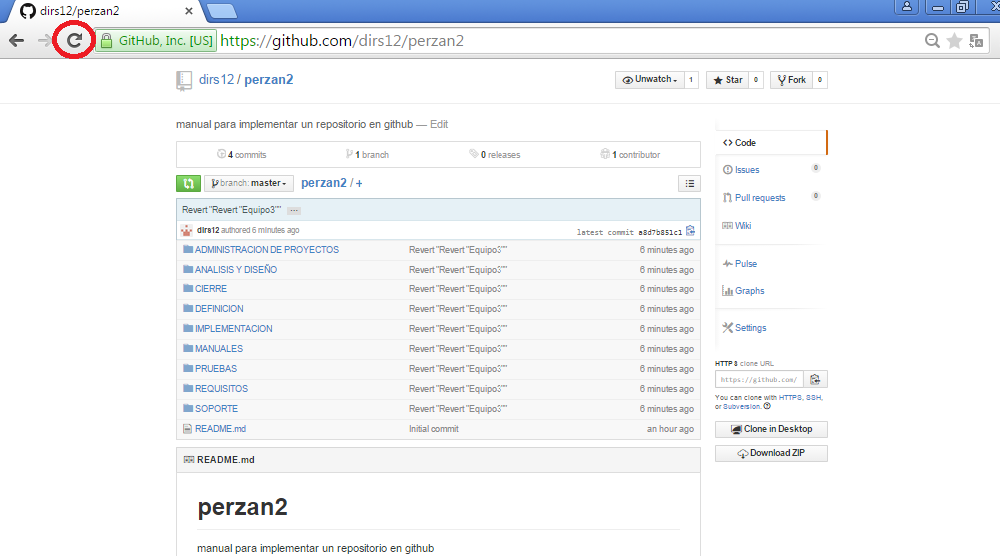 dirs12/perzan2
GitHub, Inc. [US] https://github.com/dirs12/perzan2
dirs12 / perzan2
Unwatch 1 Star 0 Fork 0
manual para implementar un repositorio en github — Edit
4 commits 1 branch 0 releases 1 contributor
branch: master perzan2 / +
Revert "Revert "Equipo3"" ...
dirs12 authored 6 minutes ago latest commit a8d7b851c1
ADMINISTRACION DE PROYECTOS Revert "Revert "Equipo3"" 6 minutes ago
ANALISIS Y DISEÑO Revert "Revert "Equipo3"" 6 minutes ago
CIERRE Revert "Revert "Equipo3"" 6 minutes ago
DEFINICION Revert "Revert "Equipo3"" 6 minutes ago
IMPLEMENTACION Revert "Revert "Equipo3"" 6 minutes ago
MANUALES Revert "Revert "Equipo3"" 6 minutes ago
PRUEBAS Revert "Revert "Equipo3"" 6 minutes ago
REQUISITOS Revert "Revert "Equipo3"" 6 minutes ago
SOPORTE Revert "Revert "Equipo3"" 6 minutes ago
README.md Initial commit an hour ago
README.md
perzan2
manual para implementar un repositorio en github
Code
Issues 0
Pull requests 0
Wiki
Pulse
Graphs
Settings
HTTPS clone URL
https://github.com/
You can clone with HTTPS, SSH,
or Subversion.
Clone in Desktop
Download ZIP